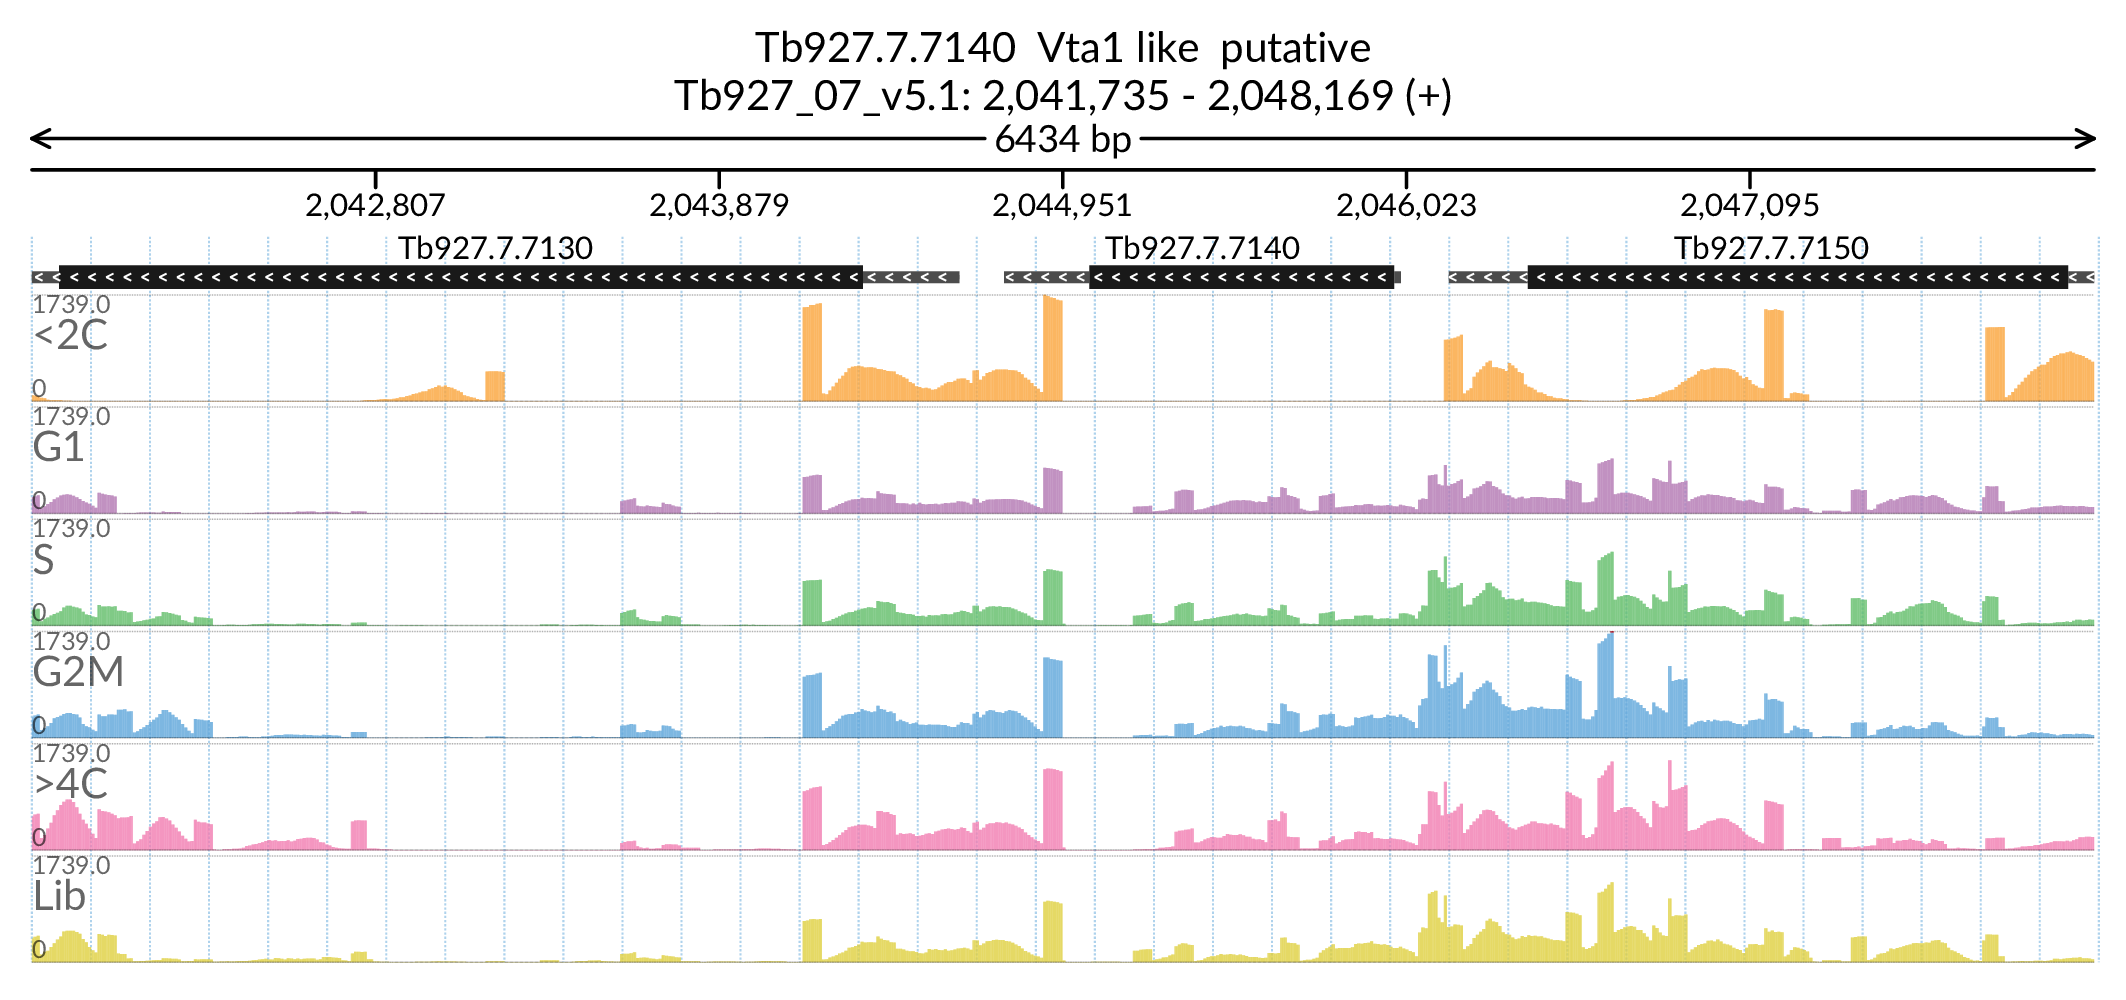 Tb927.7.7140 Vta1 like putative
Tb927_07_v5.1: 2,041,735 - 2,048,169 (+)
6434 bp
2,042,807 2,043,879 2,044,951 2,046,023 2,047,095
Tb927.7.7130 Tb927.7.7140 Tb927.7.7150
1739.0
<2C
0
1739.0
G1
0
1739.0
S
0
1739.0
G2M
0
1739.0
>4C
0
1739.0
Lib
0